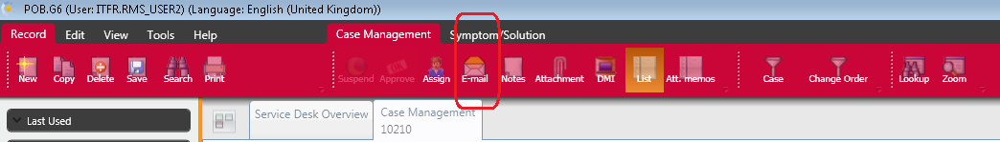 POB.G6 (User: ITFR.RMS_USER2) (Language: English (United Kingdom))
Record Edit View Tools Help Case Management Symptom/Solution
New Copy Delete Save Search Print Suspend Approve Assign E-mail Notes Attachment DMI List Att. memos Case Change Order Lookup Zoom
Last Used
Service Desk Overview
Case Management
10210